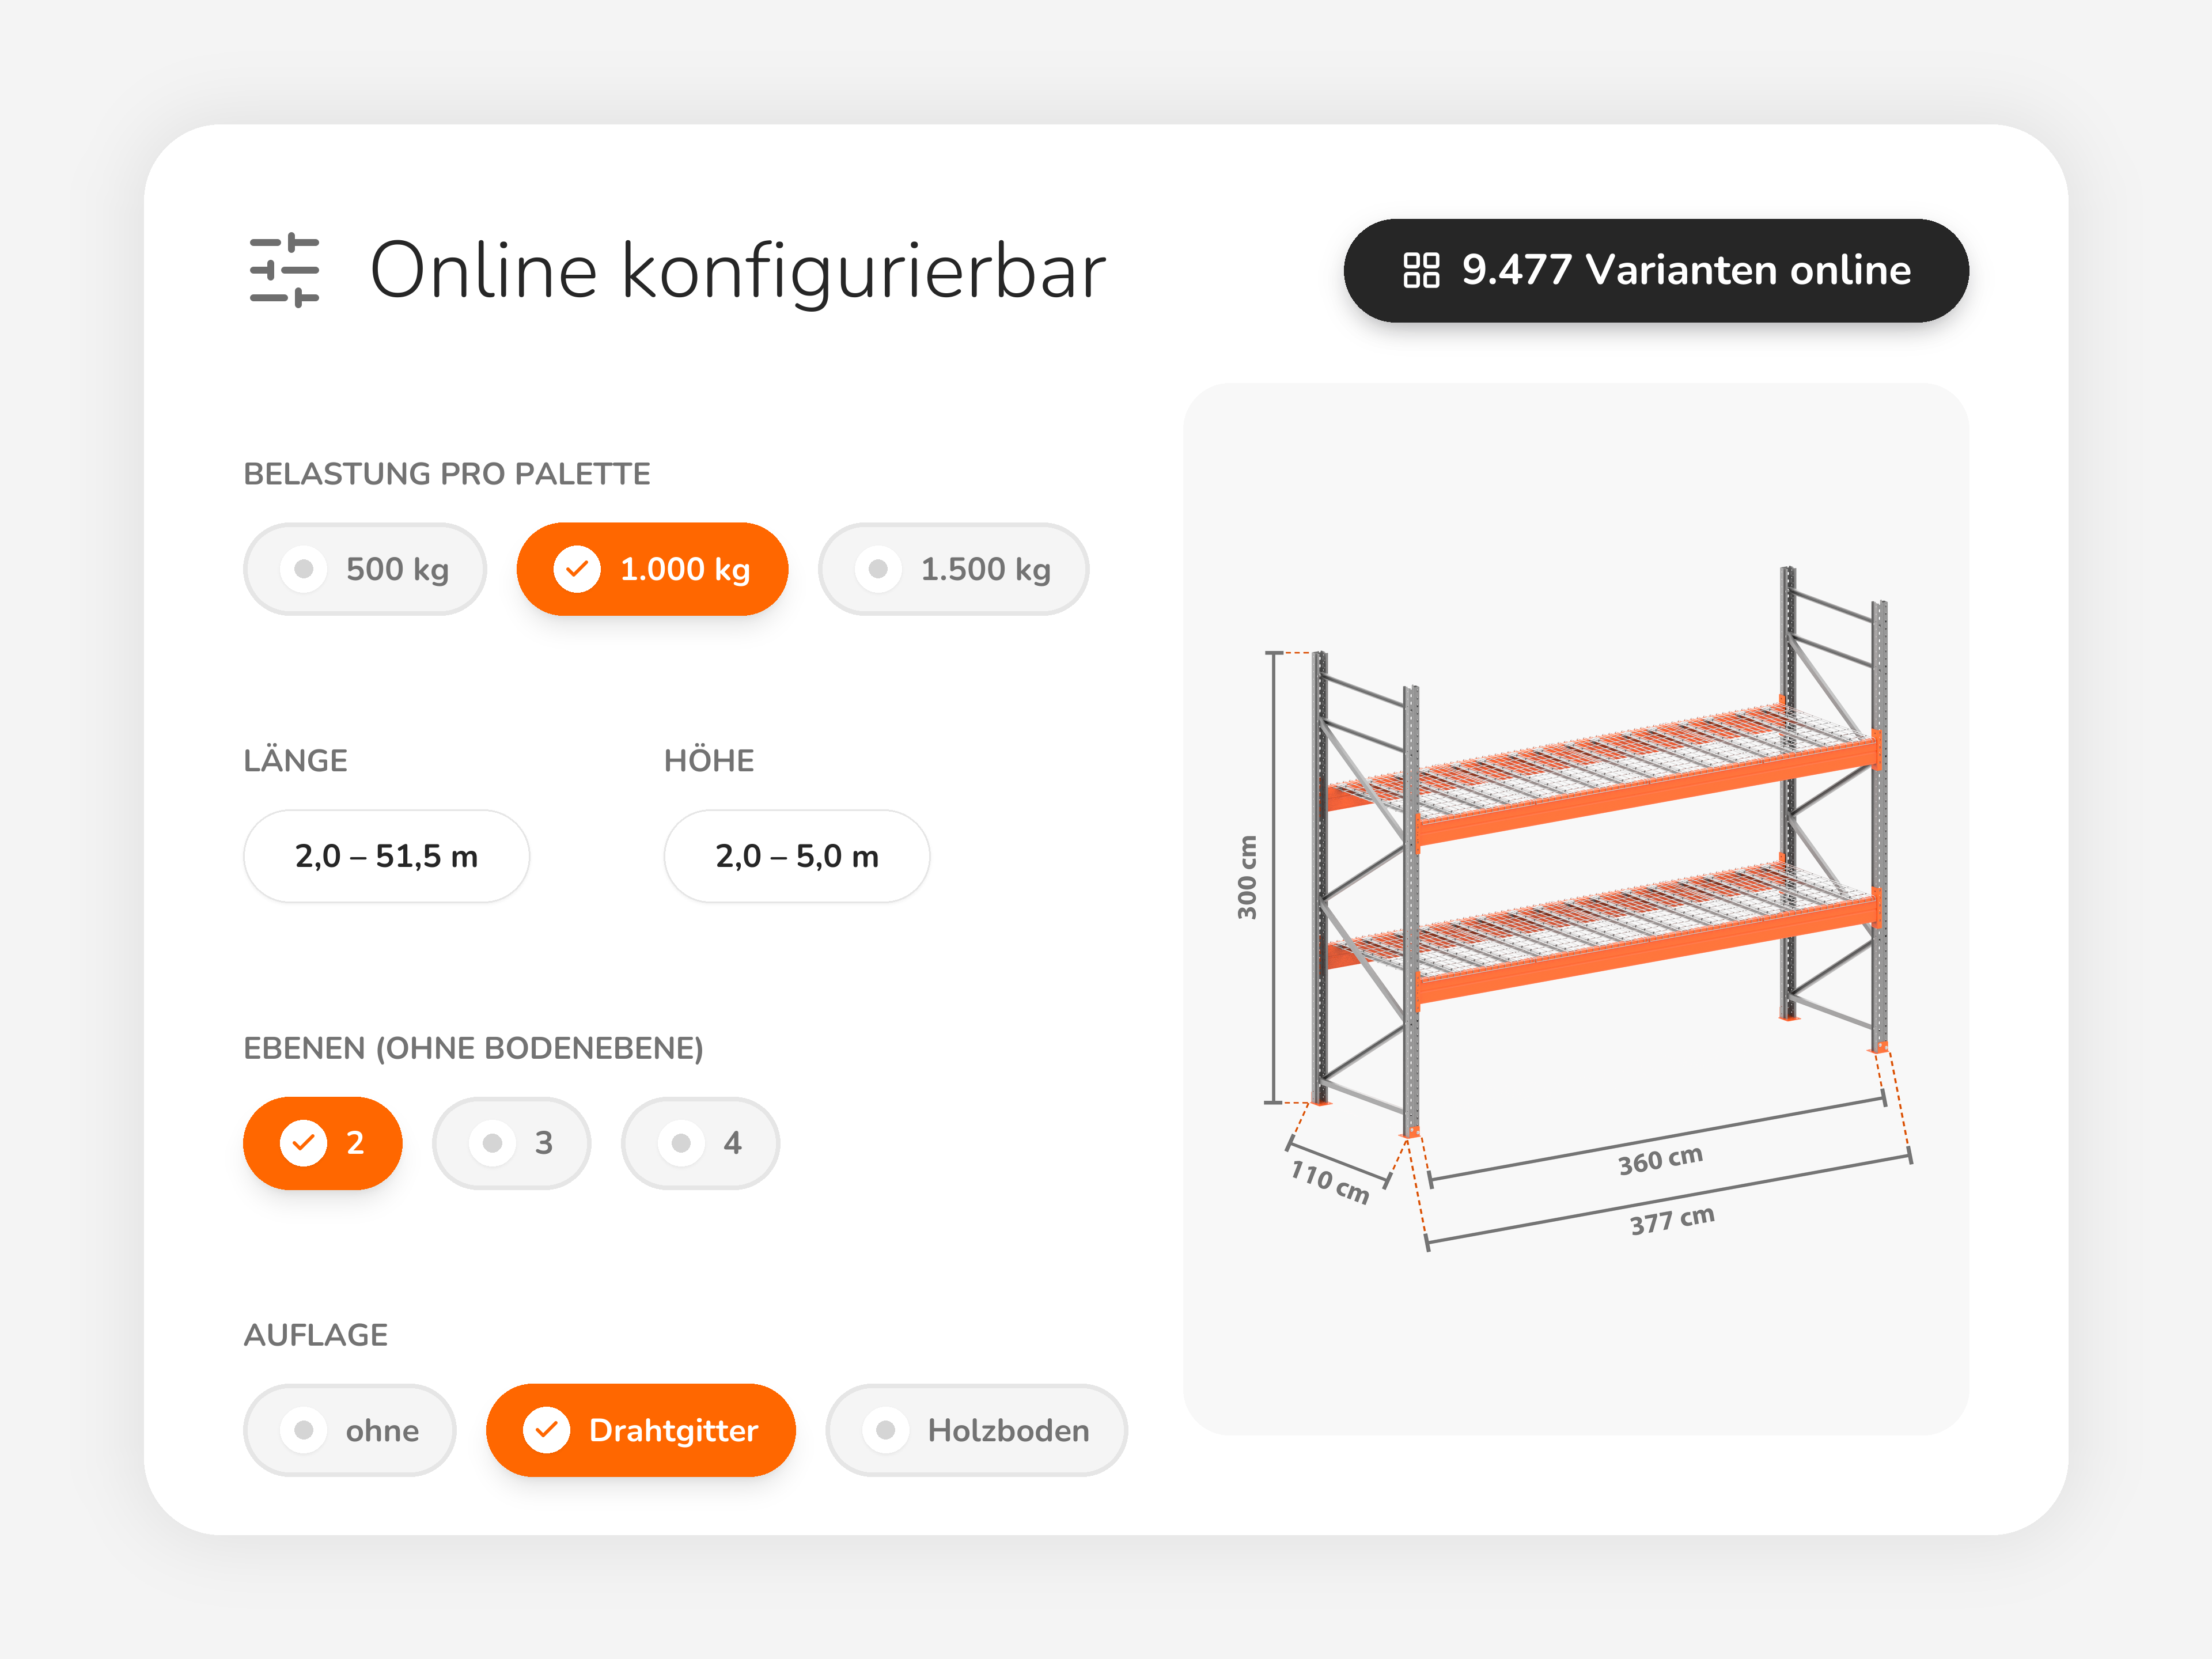 Online konfigurierbar
9.477 Varianten online
BELASTUNG PRO PALETTE
500 kg
1.000 kg
1.500 kg
LÄNGE
HÖHE
2,0 – 51,5 m
2,0 – 5,0 m
EBENEN (OHNE BODENEBENE)
2
3
4
AUFLAGE
ohne
Drahtgitter
Holzboden
300 cm
110 cm
360 cm
377 cm